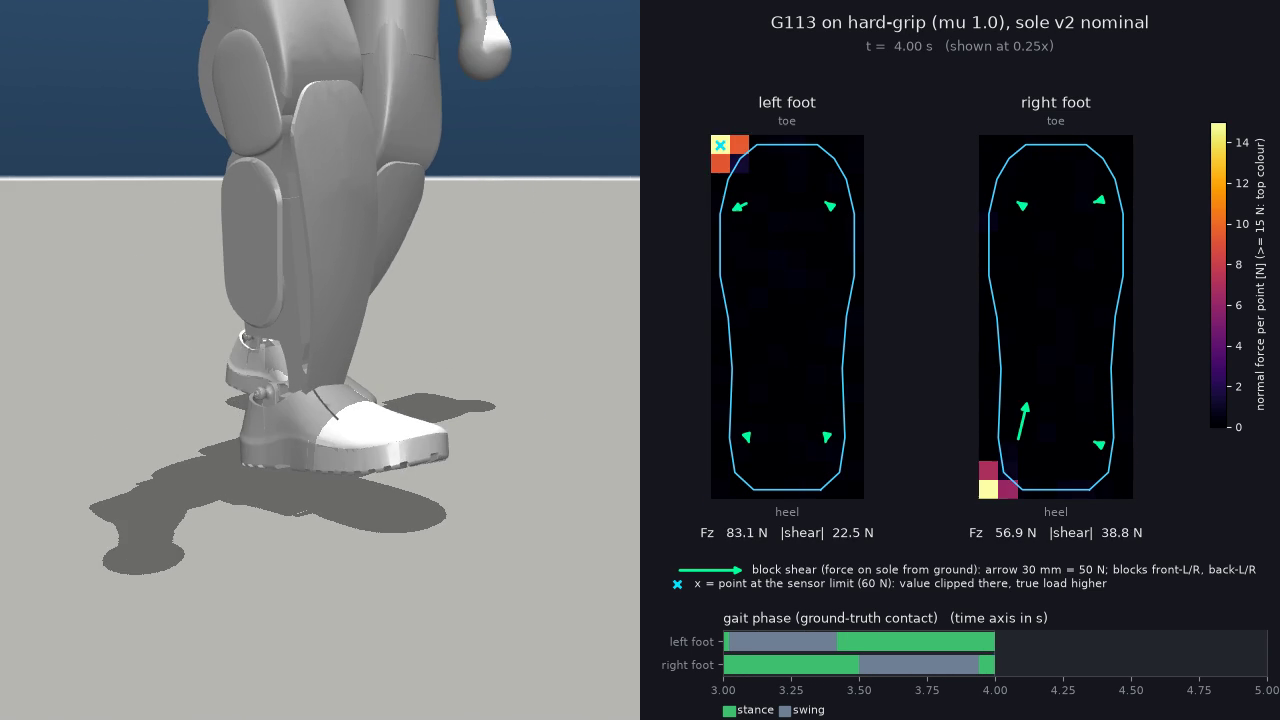 G113 on hard-grip (mu 1.0), sole v2 nominal
t =  4.00 s   (shown at 0.25x)
left foot
right foot
toe
toe
heel
heel
Fz   83.1 N   |shear|  22.5 N
Fz   56.9 N   |shear|  38.8 N
14
12
10
8
6
4
2
0
normal force per point [N] (>= 15 N: top colour)
block shear (force on sole from ground): arrow 30 mm = 50 N; blocks front-L/R, back-L/R
x = point at the sensor limit (60 N): value clipped there, true load higher
gait phase (ground-truth contact)   (time axis in s)
left foot
right foot
3.00 3.25 3.50 3.75 4.00 4.25 4.50 4.75 5.00
stance swing